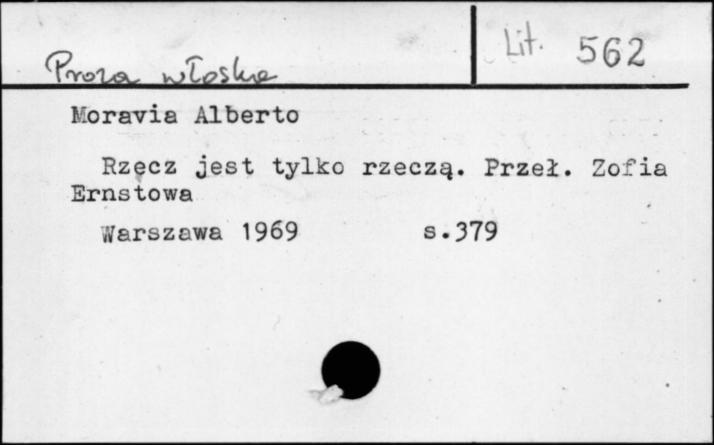 Proza włoska
Lit. 562
Moravia Alberto
Rzecz jest tylko rzeczą. Przeł. Zofia
Ernstowa
Warszawa 1969 s.379